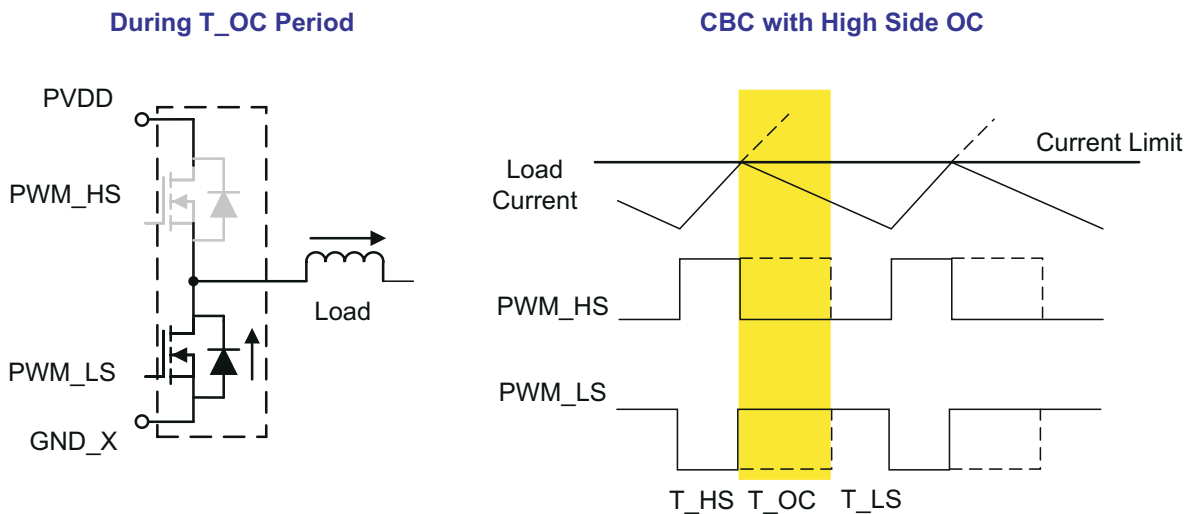 During T_OC Period
PVDD
PWM_HS
Load
PWM_LS
GND_X
CBC with High Side OC
Current Limit
Load
Current
PWM_HS
PWM_LS
T_HS T_OC T_LS